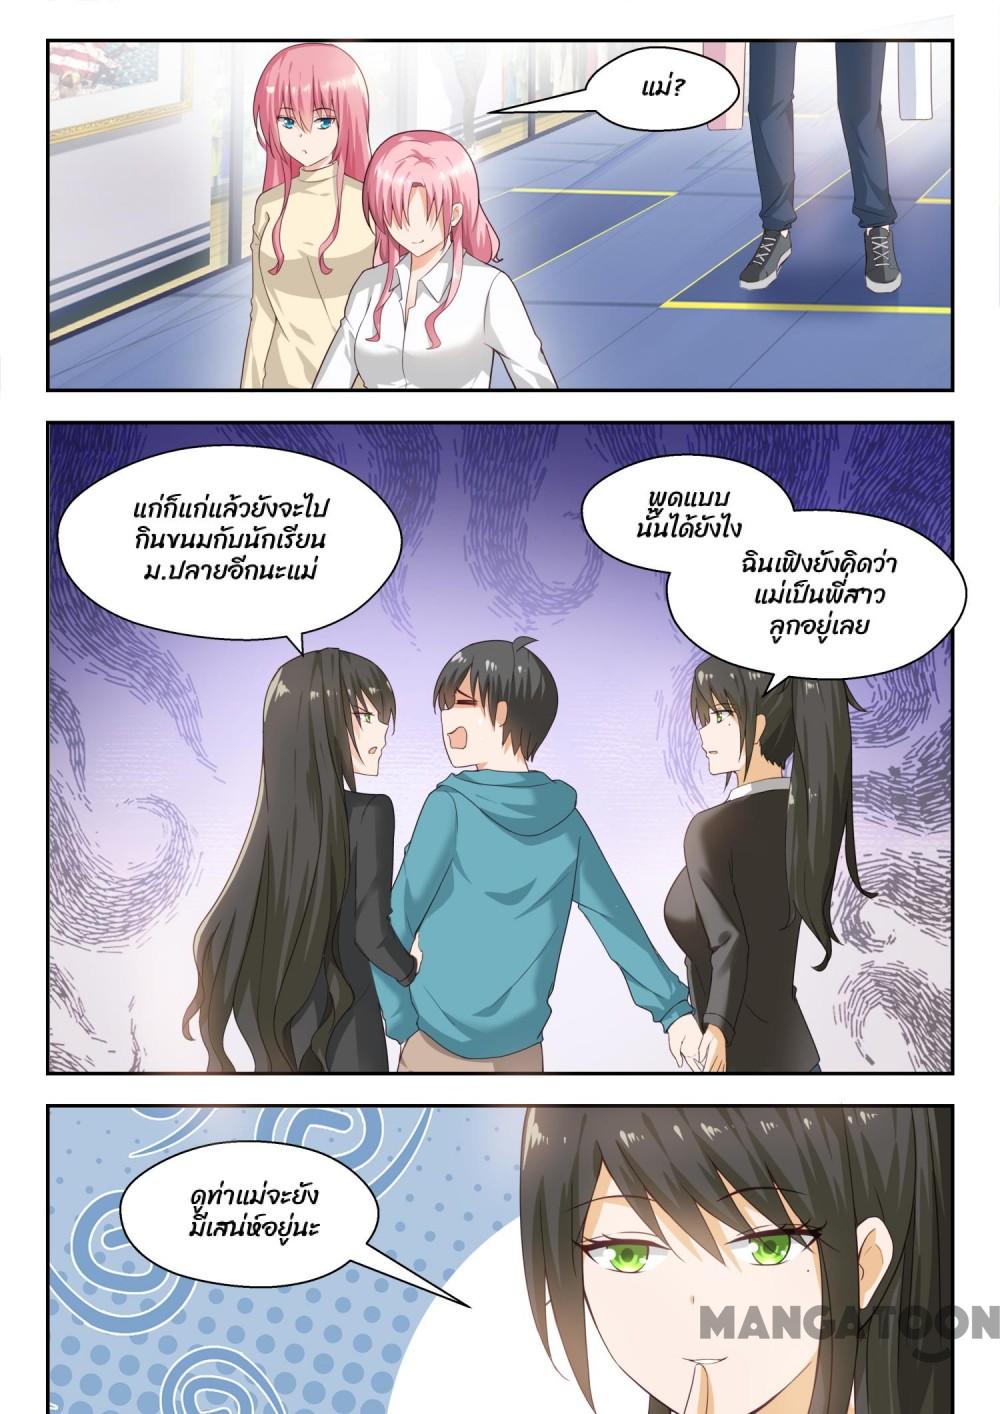 แม่?
แก่ก็แก่แล้วยังจะไป
กินขนมกับนักเรียน
ม.ปลายอีกนะแม่
พูดแบบ
นั้นได้ยังไง
ฉินเฟิงยังคิดว่า
แม่เป็นพี่สาว
ลูกอยู่เลย
ดูท่าแม่จะยัง
มีเสน่ห์อยู่นะ
MANGATOON